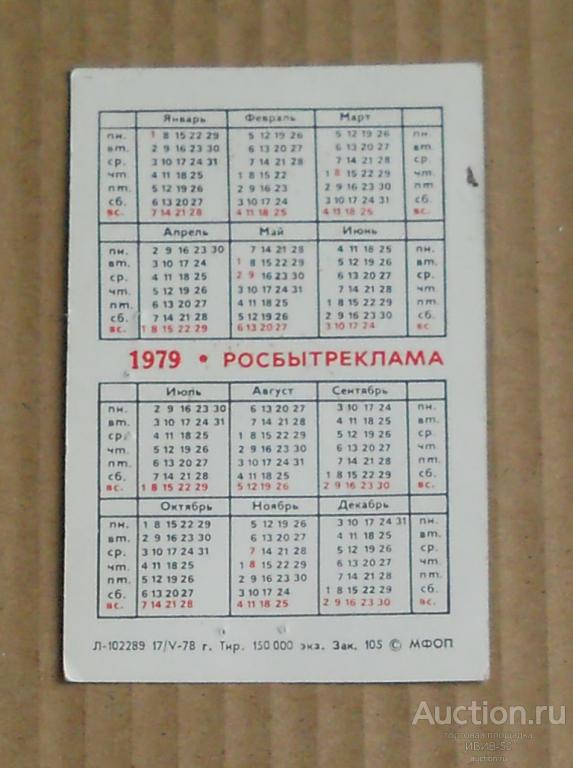 Январь Февраль Март
пн. 1 8 15 22 29 5 12 19 26 5 12 19 26 пн.
вт. 2 9 16 23 30 6 13 20 27 6 13 20 27 вт.
ср. 3 10 17 24 31 7 14 21 28 7 14 21 28 ср.
чт. 4 11 18 25 1 8 15 22 1 8 15 22 29 чт.
пт. 5 12 19 26 2 9 16 23 2 9 16 23 30 пт.
сб. 6 13 20 27 3 10 17 24 3 10 17 24 31 сб.
вс. 7 14 21 28 4 11 18 25 4 11 18 25 вс.
Апрель Май Июнь
пн. 2 9 16 23 30 7 14 21 28 4 11 18 25 пн.
вт. 3 10 17 24 1 8 15 22 29 5 12 19 26 вт.
ср. 4 11 18 25 2 9 16 23 30 6 13 20 27 ср.
чт. 5 12 19 26 3 10 17 24 31 7 14 21 28 чт.
пт. 6 13 20 27 4 11 18 25 1 8 15 22 29 пт.
сб. 7 14 21 28 5 12 19 26 2 9 16 23 30 сб.
вс. 1 8 15 22 29 6 13 20 27 3 10 17 24 вс.
1979 • РОСБЫТРЕКЛАМА
Июль Август Сентябрь
пн. 2 9 16 23 30 6 13 20 27 3 10 17 24 пн.
вт. 3 10 17 24 31 7 14 21 28 4 11 18 25 вт.
ср. 4 11 18 25 1 8 15 22 29 5 12 19 26 ср.
чт. 5 12 19 26 2 9 16 23 30 6 13 20 27 чт.
пт. 6 13 20 27 3 10 17 24 31 7 14 21 28 пт.
сб. 7 14 21 28 4 11 18 25 1 8 15 22 29 сб.
вс. 1 8 15 22 29 5 12 19 26 2 9 16 23 30 вс.
Октябрь Ноябрь Декабрь
пн. 1 8 15 22 29 5 12 19 26 3 10 17 24 31 пн.
вт. 2 9 16 23 30 6 13 20 27 4 11 18 25 вт.
ср. 3 10 17 24 31 7 14 21 28 5 12 19 26 ср.
чт. 4 11 18 25 1 8 15 22 29 6 13 20 27 чт.
пт. 5 12 19 26 2 9 16 23 30 7 14 21 28 пт.
сб. 6 13 20 27 3 10 17 24 1 8 15 22 29 сб.
вс. 7 14 21 28 4 11 18 25 2 9 16 23 30 вс.
Л-102289 17/V-78 г. Тир. 150 000 экз. Зак. 105 © МФОП
Auction.ru
торговая площадка
ИВИВ-50
auction.ru